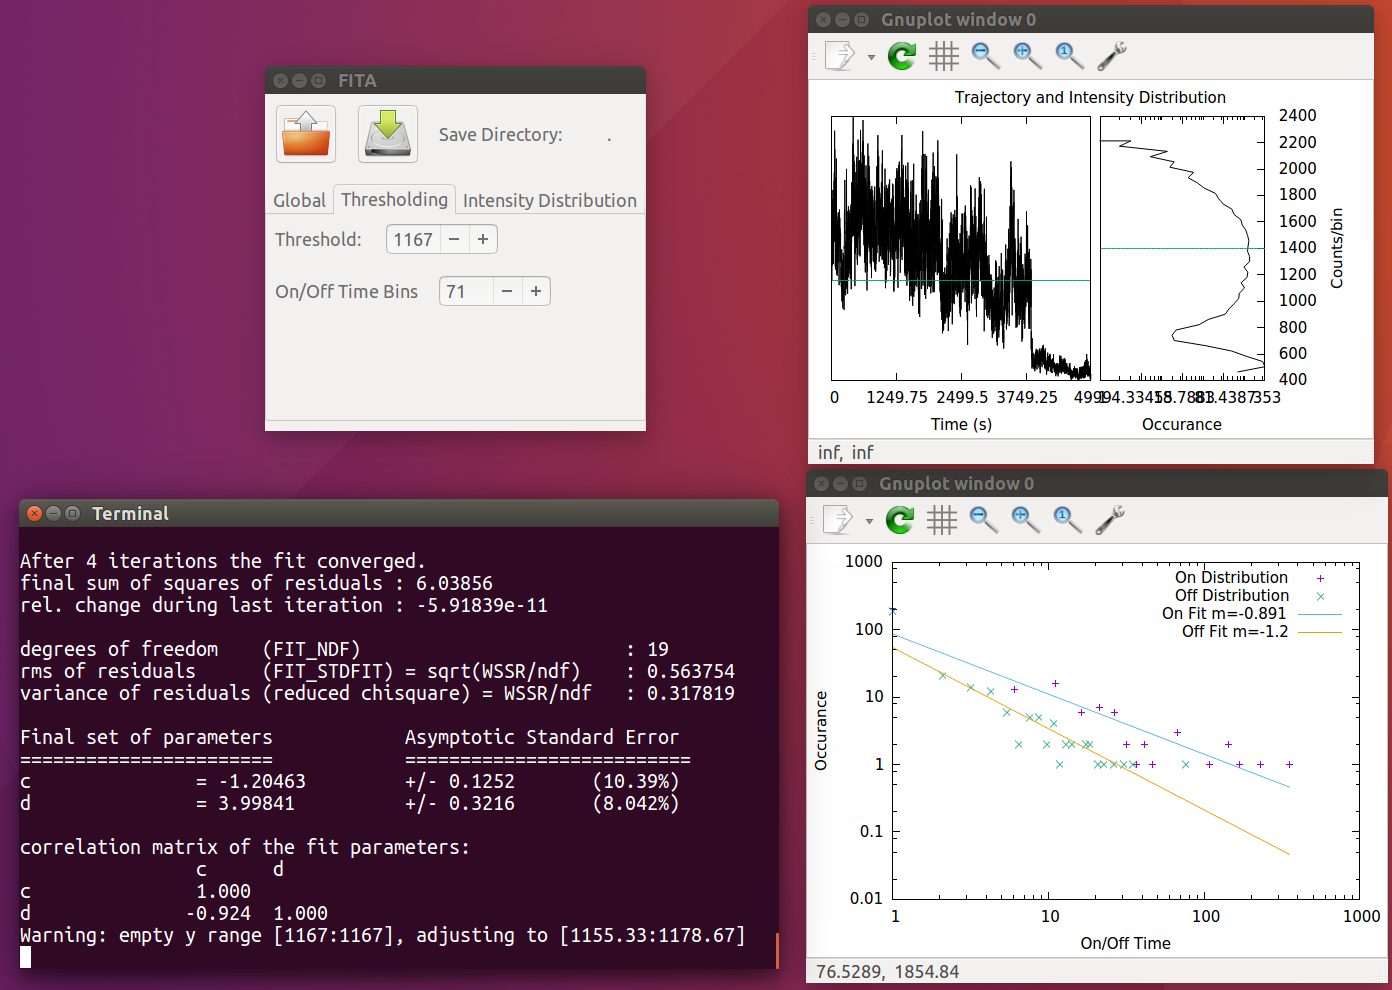 FITA
Save Directory: .
Global Thresholding Intensity Distribution
Threshold: 1167 − +
On/Off Time Bins 71 − +
Gnuplot window 0
Trajectory and Intensity Distribution
2400
2200
2000
1800
1600
1400
1200
1000
800
600
400
Counts/bin
0 1249.75 2499.5 3749.25 4999
353
Time (s) Occurance
inf, inf
Terminal
After 4 iterations the fit converged.
final sum of squares of residuals : 6.03856
rel. change during last iteration : -5.91839e-11
degrees of freedom (FIT_NDF) : 19
rms of residuals (FIT_STDFIT) = sqrt(WSSR/ndf) : 0.563754
variance of residuals (reduced chisquare) = WSSR/ndf : 0.317819
Final set of parameters Asymptotic Standard Error
======================= ==========================
c = -1.20463 +/- 0.1252 (10.39%)
d = 3.99841 +/- 0.3216 (8.042%)
correlation matrix of the fit parameters:
c d
c 1.000
d -0.924 1.000
Warning: empty y range [1167:1167], adjusting to [1155.33:1178.67]
Gnuplot window 0
On Distribution
Off Distribution
On Fit m=-0.891
Off Fit m=-1.2
1000
100
10
1
0.1
0.01
Occurance
1 10 100 1000
On/Off Time
76.5289, 1854.84